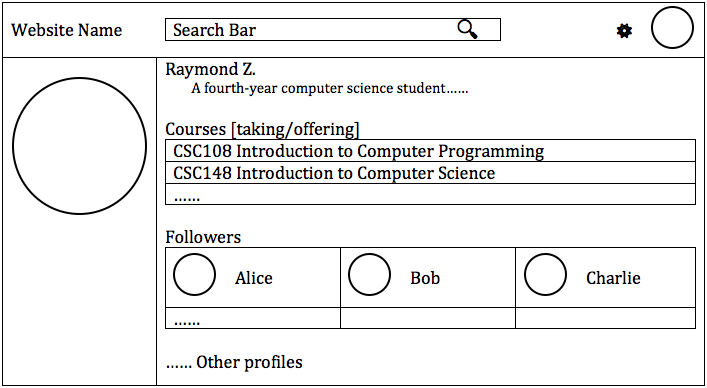 Website Name
Search Bar
Raymond Z.
A fourth-year computer science student……
Courses [taking/offering]
CSC108 Introduction to Computer Programming
CSC148 Introduction to Computer Science
……
Followers
Alice
Bob
Charlie
……
…… Other profiles